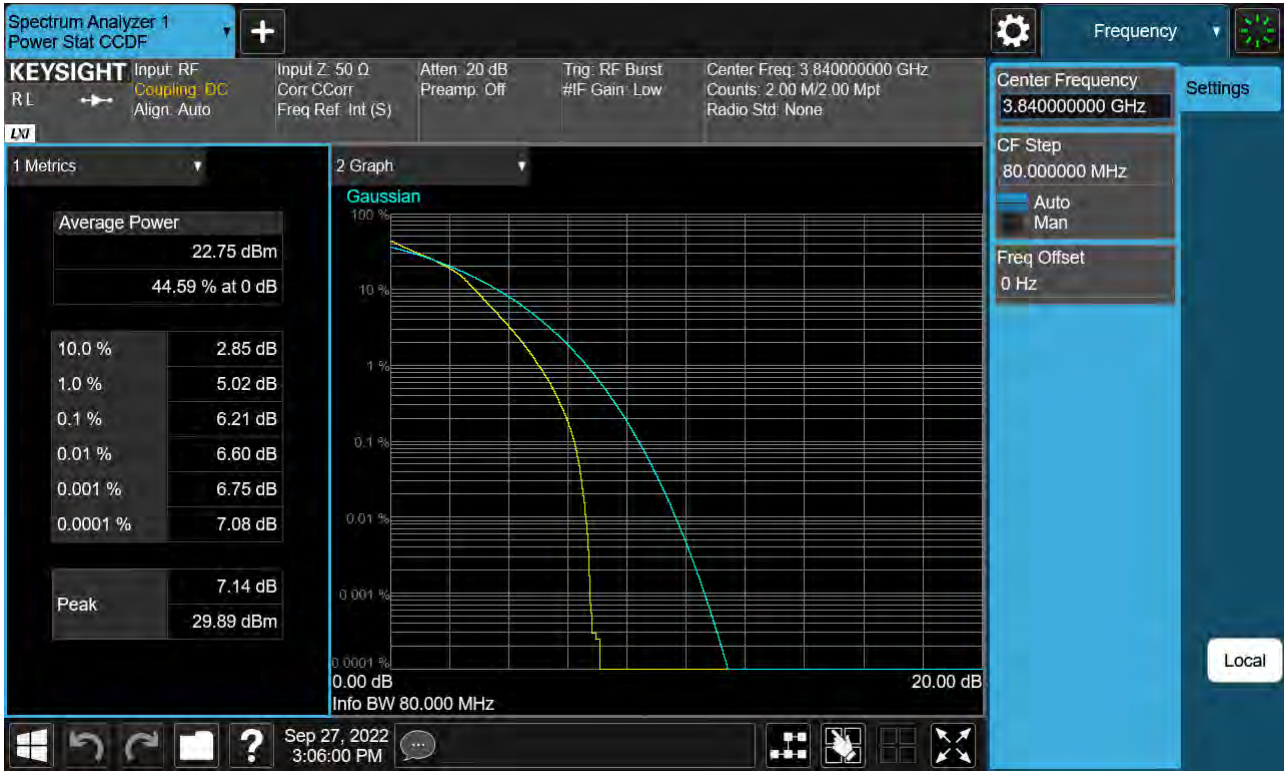 Spectrum Analyzer 1
Power Stat CCDF
Frequency
KEYSIGHT
R L
LXI
Input: RF
Coupling: DC
Align: Auto
Input Z: 50 Ω
Corr CCorr
Freq Ref: Int (S)
Atten: 20 dB
Preamp: Off
Trig: RF Burst
#IF Gain: Low
Center Freq: 3.840000000 GHz
Counts: 2.00 M/2.00 Mpt
Radio Std: None
1 Metrics
Average Power
22.75 dBm
44.59 % at 0 dB
10.0 % 2.85 dB
1.0 % 5.02 dB
0.1 % 6.21 dB
0.01 % 6.60 dB
0.001 % 6.75 dB
0.0001 % 7.08 dB
Peak
7.14 dB
29.89 dBm
2 Graph
Gaussian
100 %
10 %
1 %
0.1 %
0.01 %
0.001 %
0.0001 %
0.00 dB 20.00 dB
Info BW 80.000 MHz
Center Frequency
3.840000000 GHz
CF Step
80.000000 MHz
Auto
Man
Freq Offset
0 Hz
Settings
Local
?
Sep 27, 2022
3:06:00 PM